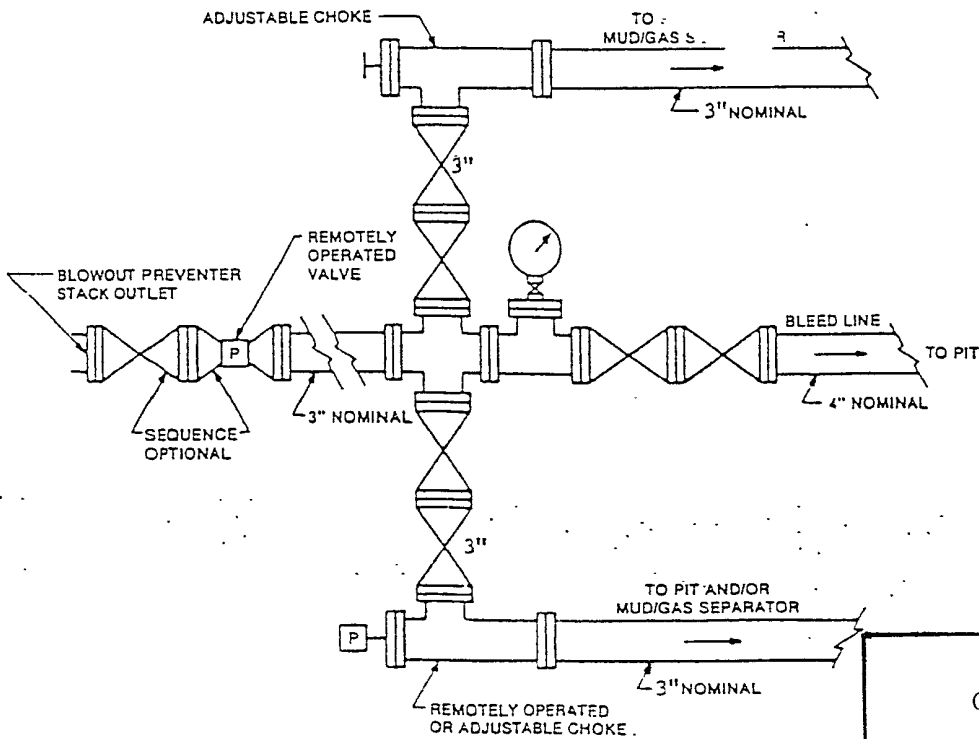 ADJUSTABLE CHOKE
TO
MUD/GAS
3" NOMINAL
3"
REMOTELY
OPERATED
VALVE
BLOWOUT PREVENTER
STACK OUTLET
P
BLEED LINE
TO PIT
3" NOMINAL
4" NOMINAL
SEQUENCE
OPTIONAL
3"
TO PIT AND/OR
MUD/GAS SEPARATOR
P
3" NOMINAL
REMOTELY OPERATED
OR ADJUSTABLE CHOKE